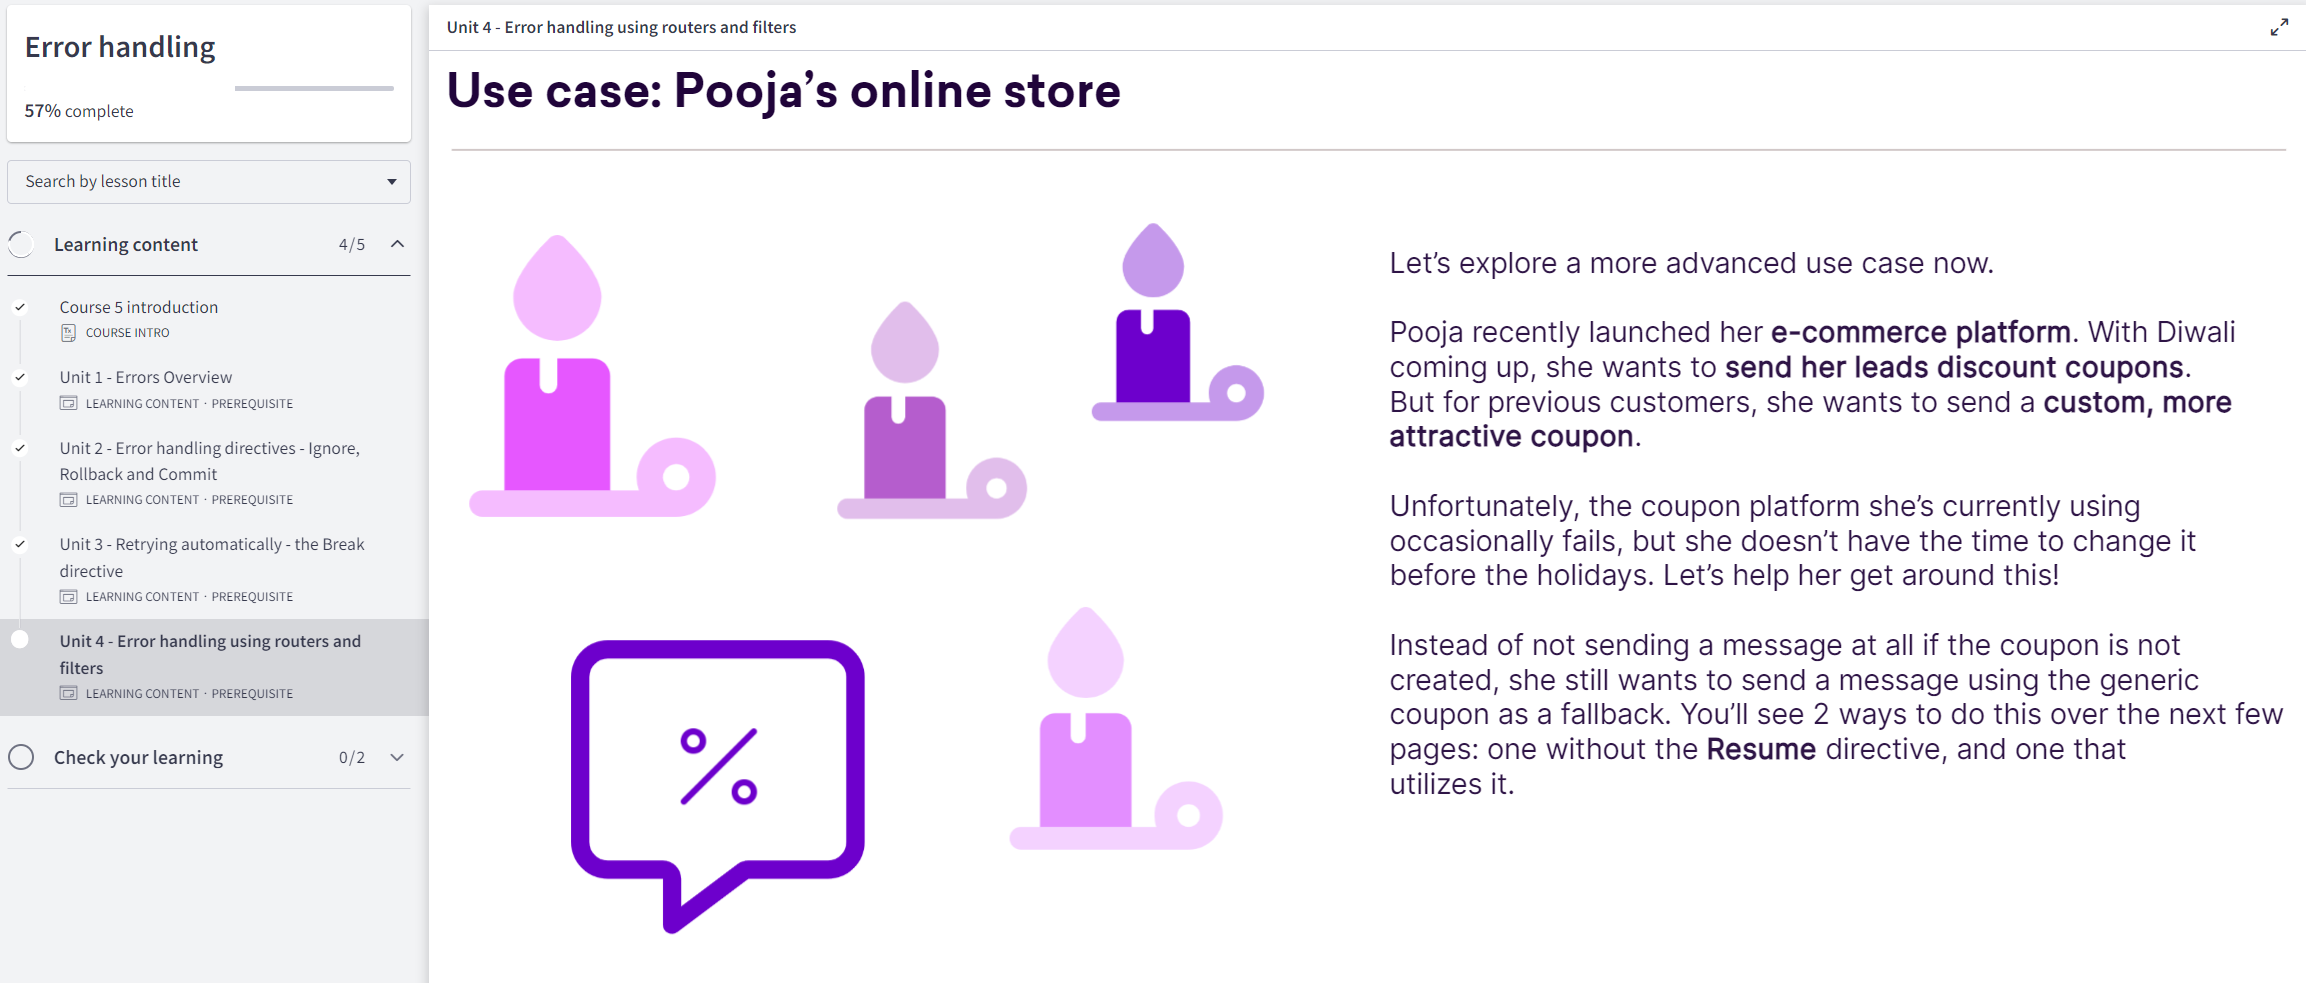 Error handling
57% complete
Search by lesson title
Learning content 4/5
Course 5 introduction
COURSE INTRO
Unit 1 - Errors Overview
LEARNING CONTENT · PREREQUISITE
Unit 2 - Error handling directives - Ignore,
Rollback and Commit
LEARNING CONTENT · PREREQUISITE
Unit 3 - Retrying automatically - the Break
directive
LEARNING CONTENT · PREREQUISITE
Unit 4 - Error handling using routers and
filters
LEARNING CONTENT · PREREQUISITE
Check your learning 0/2
Unit 4 - Error handling using routers and filters
Use case: Pooja’s online store
%
Let’s explore a more advanced use case now.
Pooja recently launched her e-commerce platform. With Diwali
coming up, she wants to send her leads discount coupons.
But for previous customers, she wants to send a custom, more
attractive coupon.
Unfortunately, the coupon platform she’s currently using
occasionally fails, but she doesn’t have the time to change it
before the holidays. Let’s help her get around this!
Instead of not sending a message at all if the coupon is not
created, she still wants to send a message using the generic
coupon as a fallback. You’ll see 2 ways to do this over the next few
pages: one without the Resume directive, and one that
utilizes it.